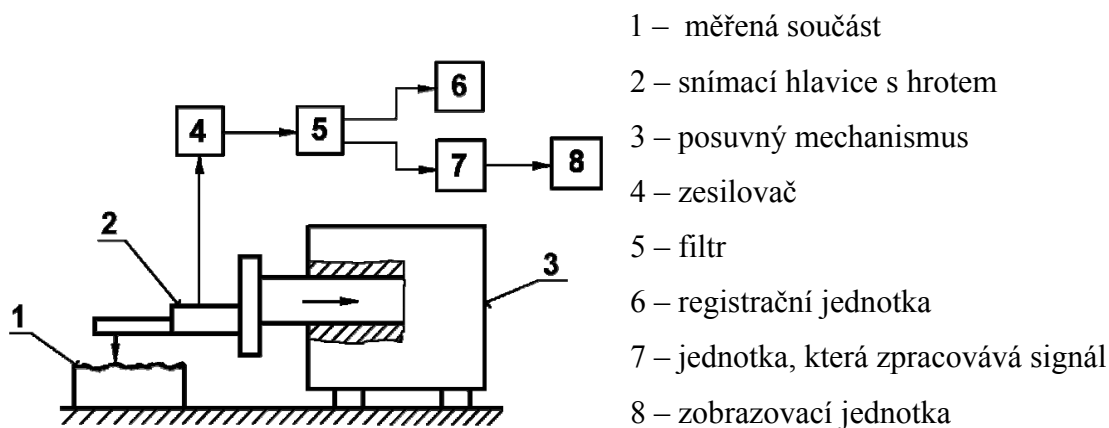 1 – měřená součást
2 – snímací hlavice s hrotem
3 – posuvný mechanismus
4 – zesilovač
5 – filtr
6 – registrační jednotka
7 – jednotka, která zpracovává signál
8 – zobrazovací jednotka
6
4
5
7
8
2
3
1